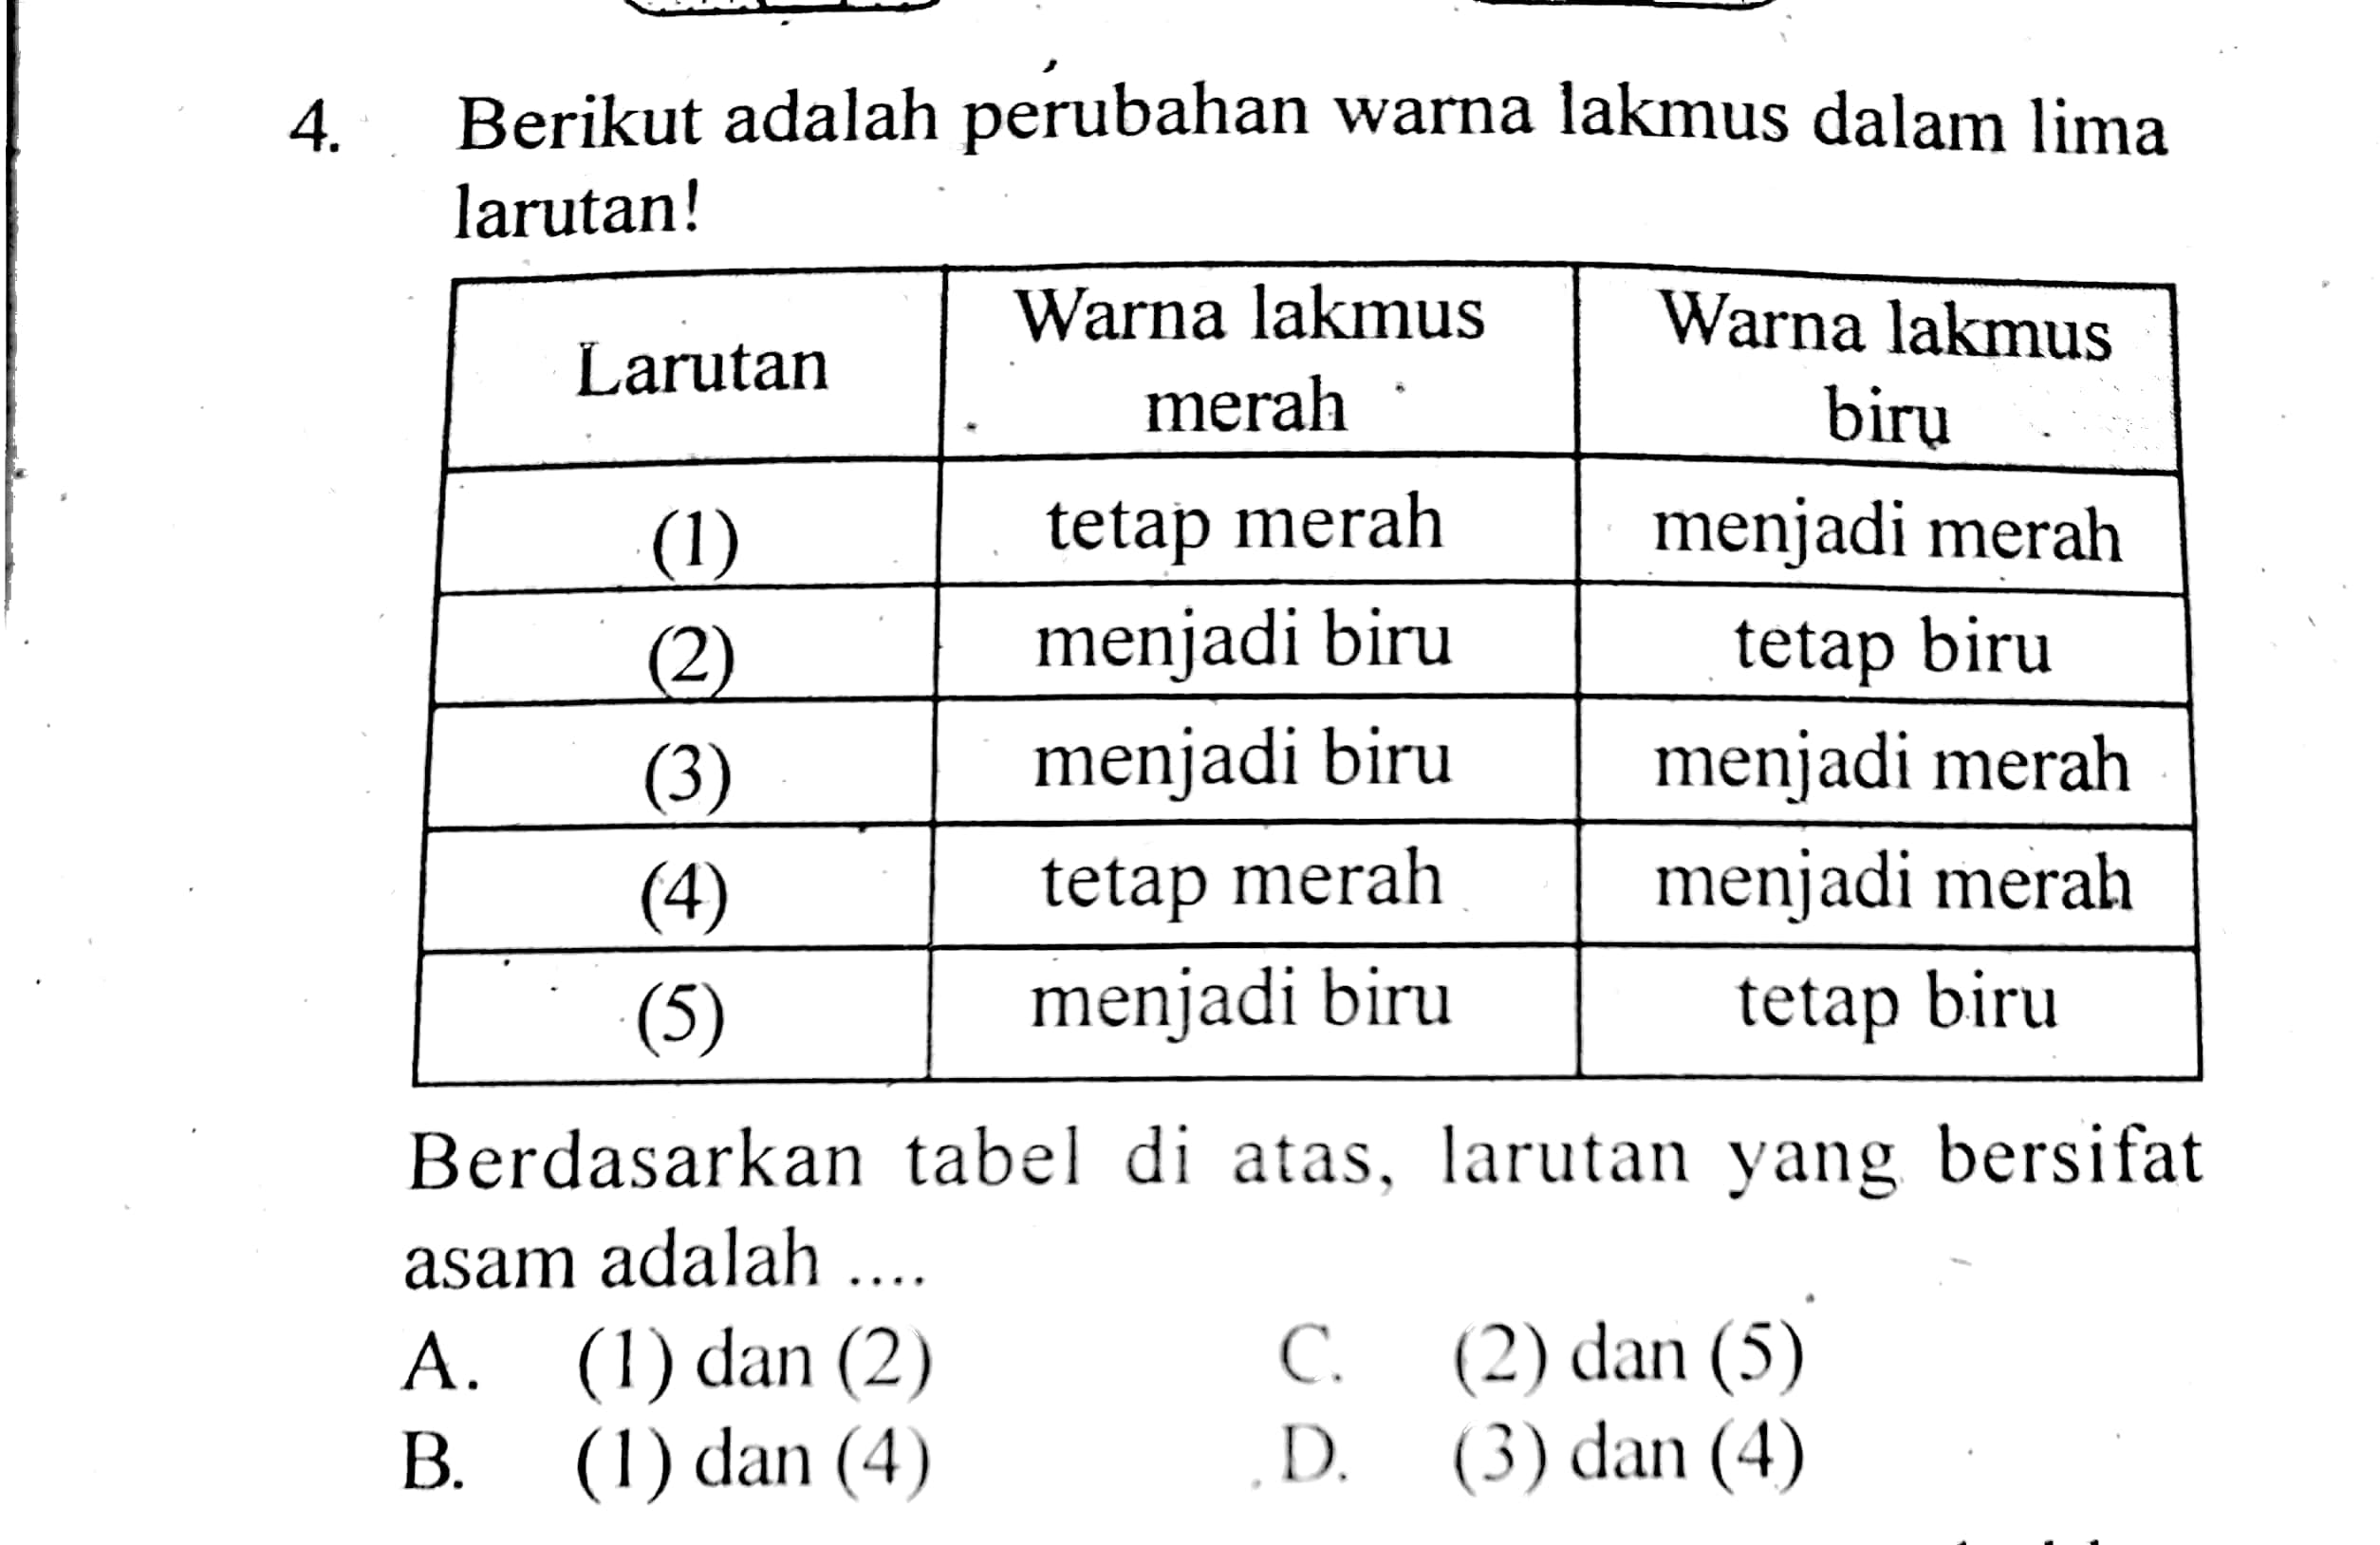 4. Berikut adalah perubahan warna lakmus dalam lima
larutan!
Larutan Warna lakmus merah Warna lakmus biru
(1) tetap merah menjadi merah
(2) menjadi biru tetap biru
(3) menjadi biru menjadi merah
(4) tetap merah menjadi merah
(5) menjadi biru tetap biru
Berdasarkan tabel di atas, larutan yang bersifat
asam adalah ....
A. (1) dan (2) C. (2) dan (5)
B. (1) dan (4) D. (3) dan (4)